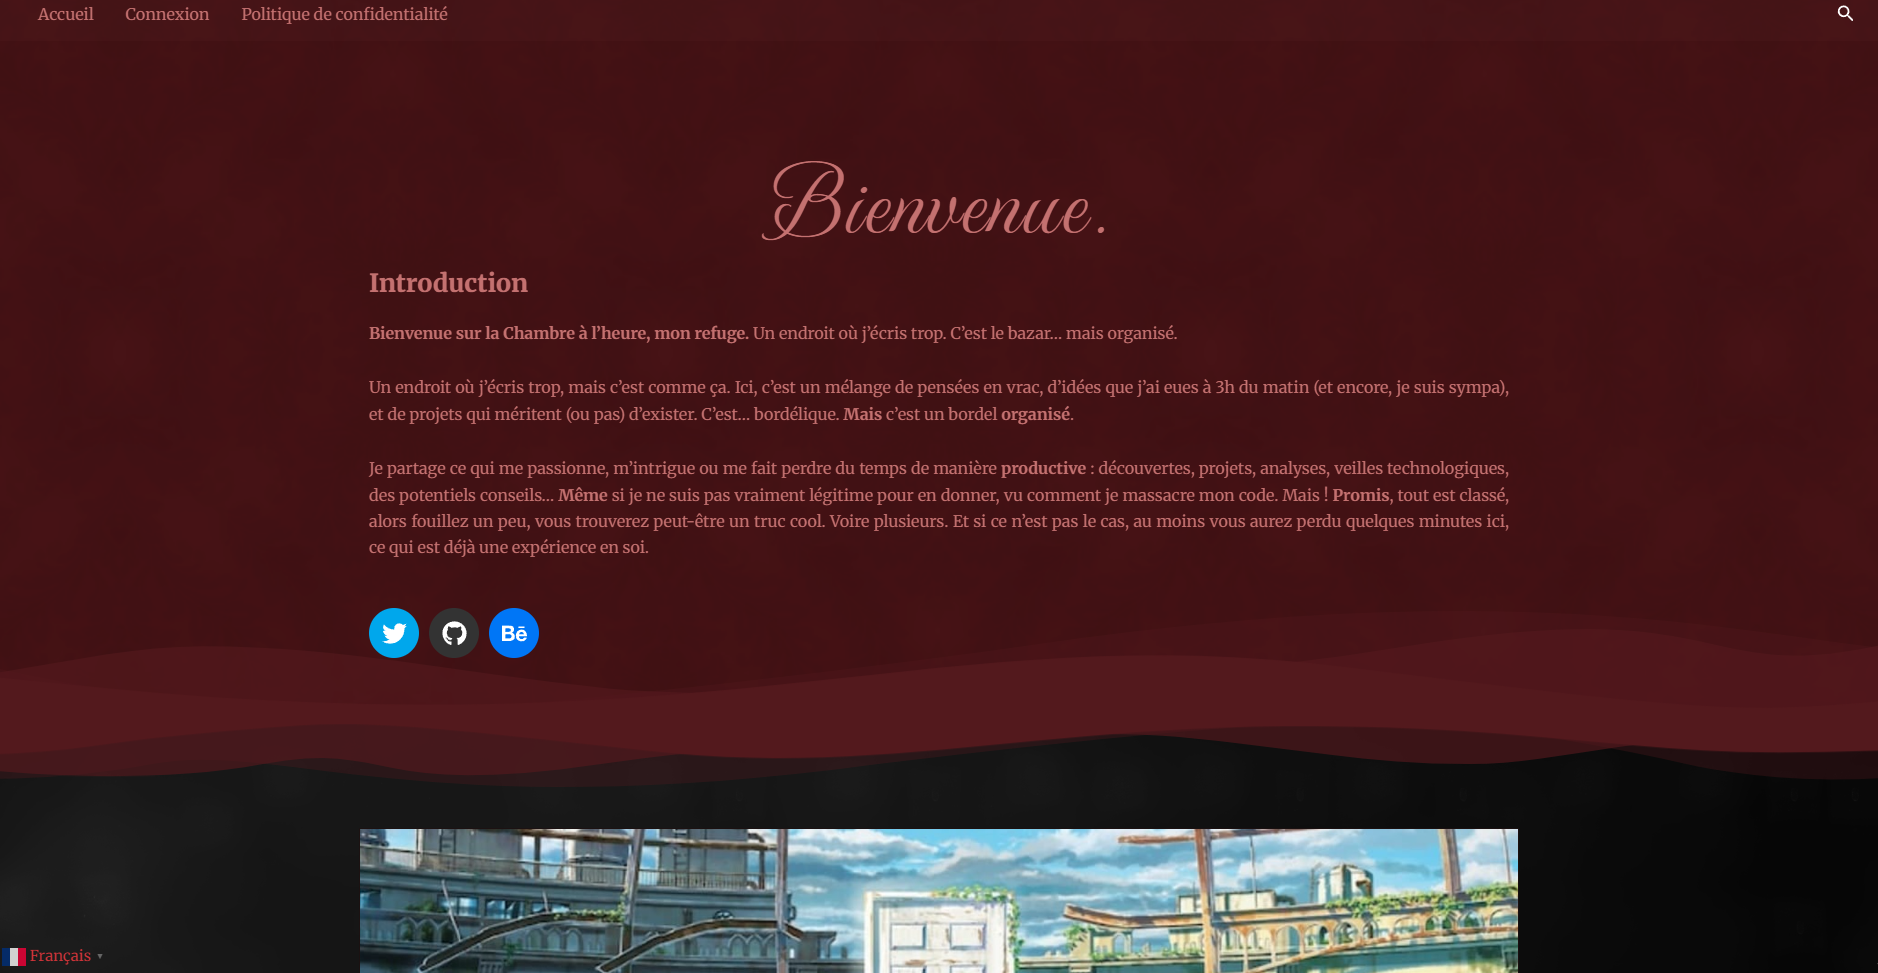 Accueil Connexion Politique de confidentialité
Bienvenue.
Introduction
Bienvenue sur la Chambre à l’heure, mon refuge. Un endroit où j’écris trop. C’est le bazar… mais organisé.
Un endroit où j’écris trop, mais c’est comme ça. Ici, c’est un mélange de pensées en vrac, d’idées que j’ai eues à 3h du matin (et encore, je suis sympa),
et de projets qui méritent (ou pas) d’exister. C’est… bordélique. Mais c’est un bordel organisé.
Je partage ce qui me passionne, m’intrigue ou me fait perdre du temps de manière productive : découvertes, projets, analyses, veilles technologiques,
des potentiels conseils… Même si je ne suis pas vraiment légitime pour en donner, vu comment je massacre mon code. Mais ! Promis, tout est classé,
alors fouillez un peu, vous trouverez peut-être un truc cool. Voire plusieurs. Et si ce n’est pas le cas, au moins vous aurez perdu quelques minutes ici,
ce qui est déjà une expérience en soi.
Bē
Français